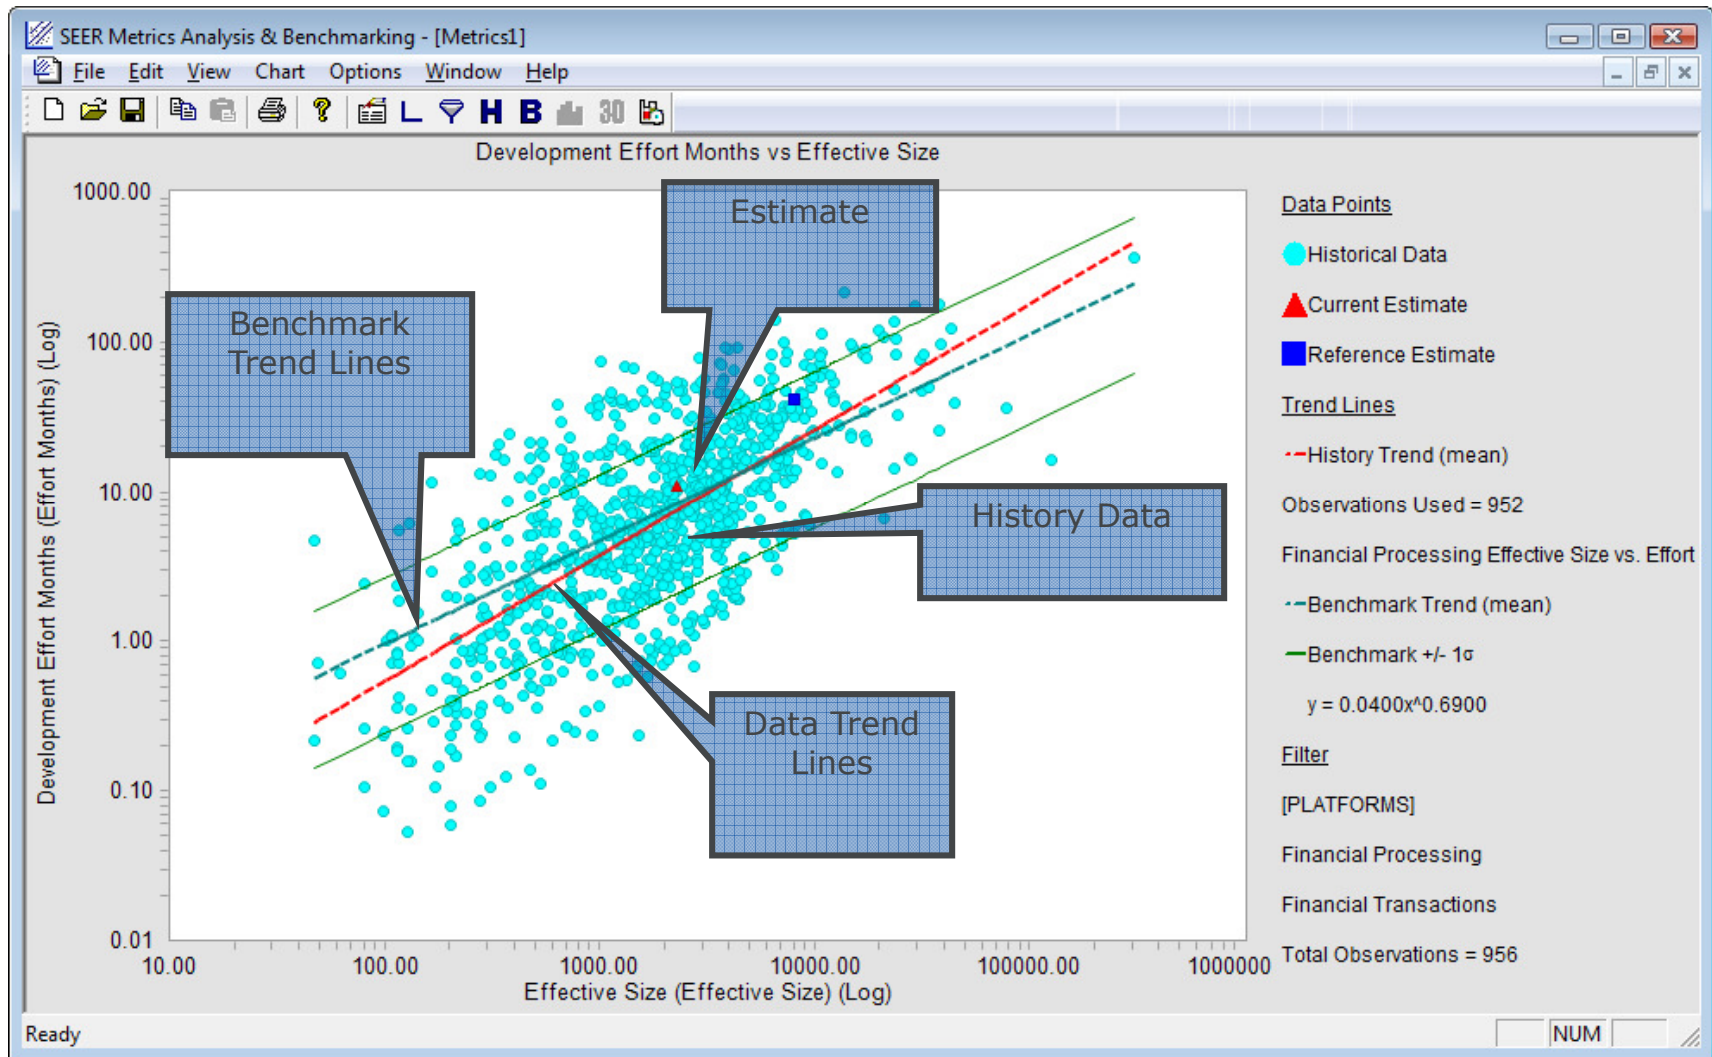 SEER Metrics Analysis & Benchmarking - [Metrics1]
File Edit View Chart Options Window Help
H B 30
Development Effort Months vs Effective Size
Development Effort Months (Effort Months) (Log)
1000.00
100.00
10.00
1.00
0.10
0.01
10.00 100.00 1000.00 10000.00 100000.00 1000000
Effective Size (Effective Size) (Log)
Estimate
Benchmark
Trend Lines
History Data
Data Trend
Lines
Data Points
Historical Data
Current Estimate
Reference Estimate
Trend Lines
History Trend (mean)
Observations Used = 952
Financial Processing Effective Size vs. Effort
Benchmark Trend (mean)
Benchmark +/- 1σ
y = 0.0400x^0.6900
Filter
[PLATFORMS]
Financial Processing
Financial Transactions
Total Observations = 956
Ready NUM